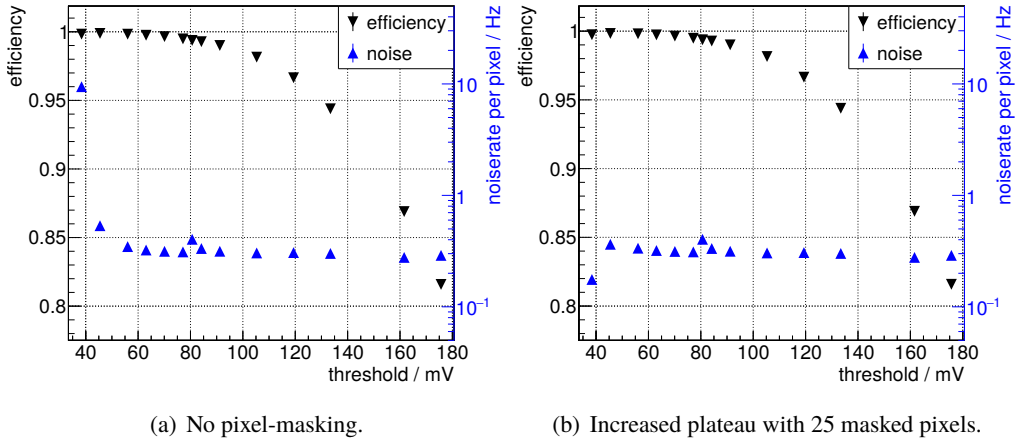 efficiency
noise
efficiency
1
0.95
0.9
0.85
0.8
10
1
10⁻¹
noiserate per pixel / Hz
40 60 80 100 120 140 160 180
threshold / mV
(a) No pixel-masking.
efficiency
noise
efficiency
1
0.95
0.9
0.85
0.8
10
1
10⁻¹
noiserate per pixel / Hz
40 60 80 100 120 140 160 180
threshold / mV
(b) Increased plateau with 25 masked pixels.